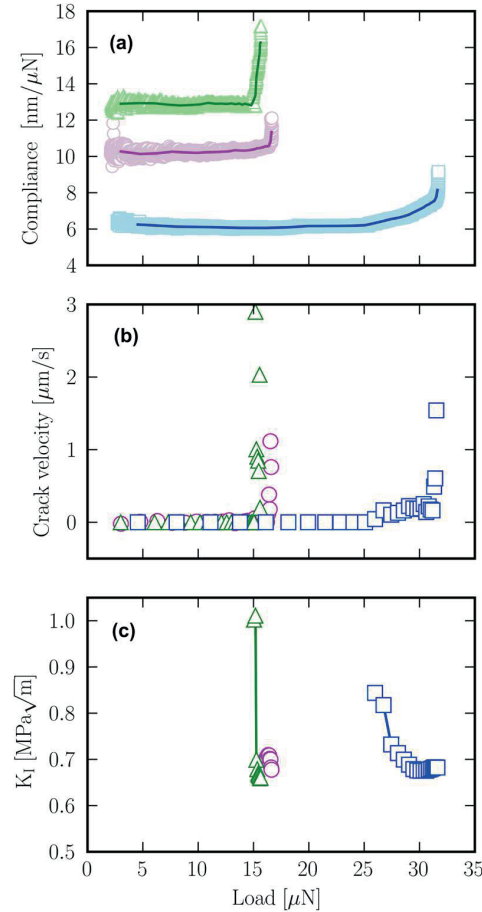 18
16
14
12
10
8
6
4
Compliance [nm/μN]
(a)
3
2
1
0
Crack velocity [μm/s]
(b)
1.0
0.9
0.8
0.7
0.6
0.5
K_I [MPa√m]
(c)
0 5 10 15 20 25 30 35
Load [μN]